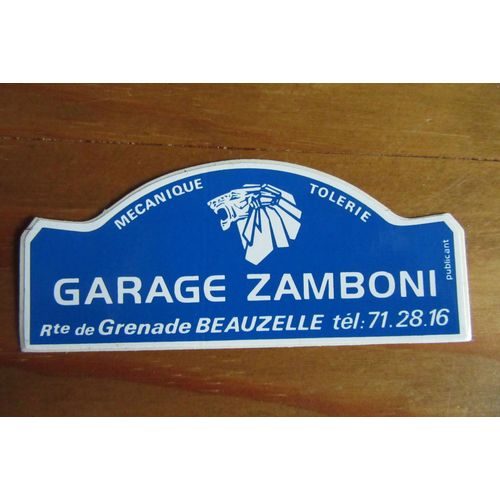 MECANIQUE TOLERIE
GARAGE ZAMBONI
Rte de Grenade BEAUZELLE tél: 71.28.16
publicant